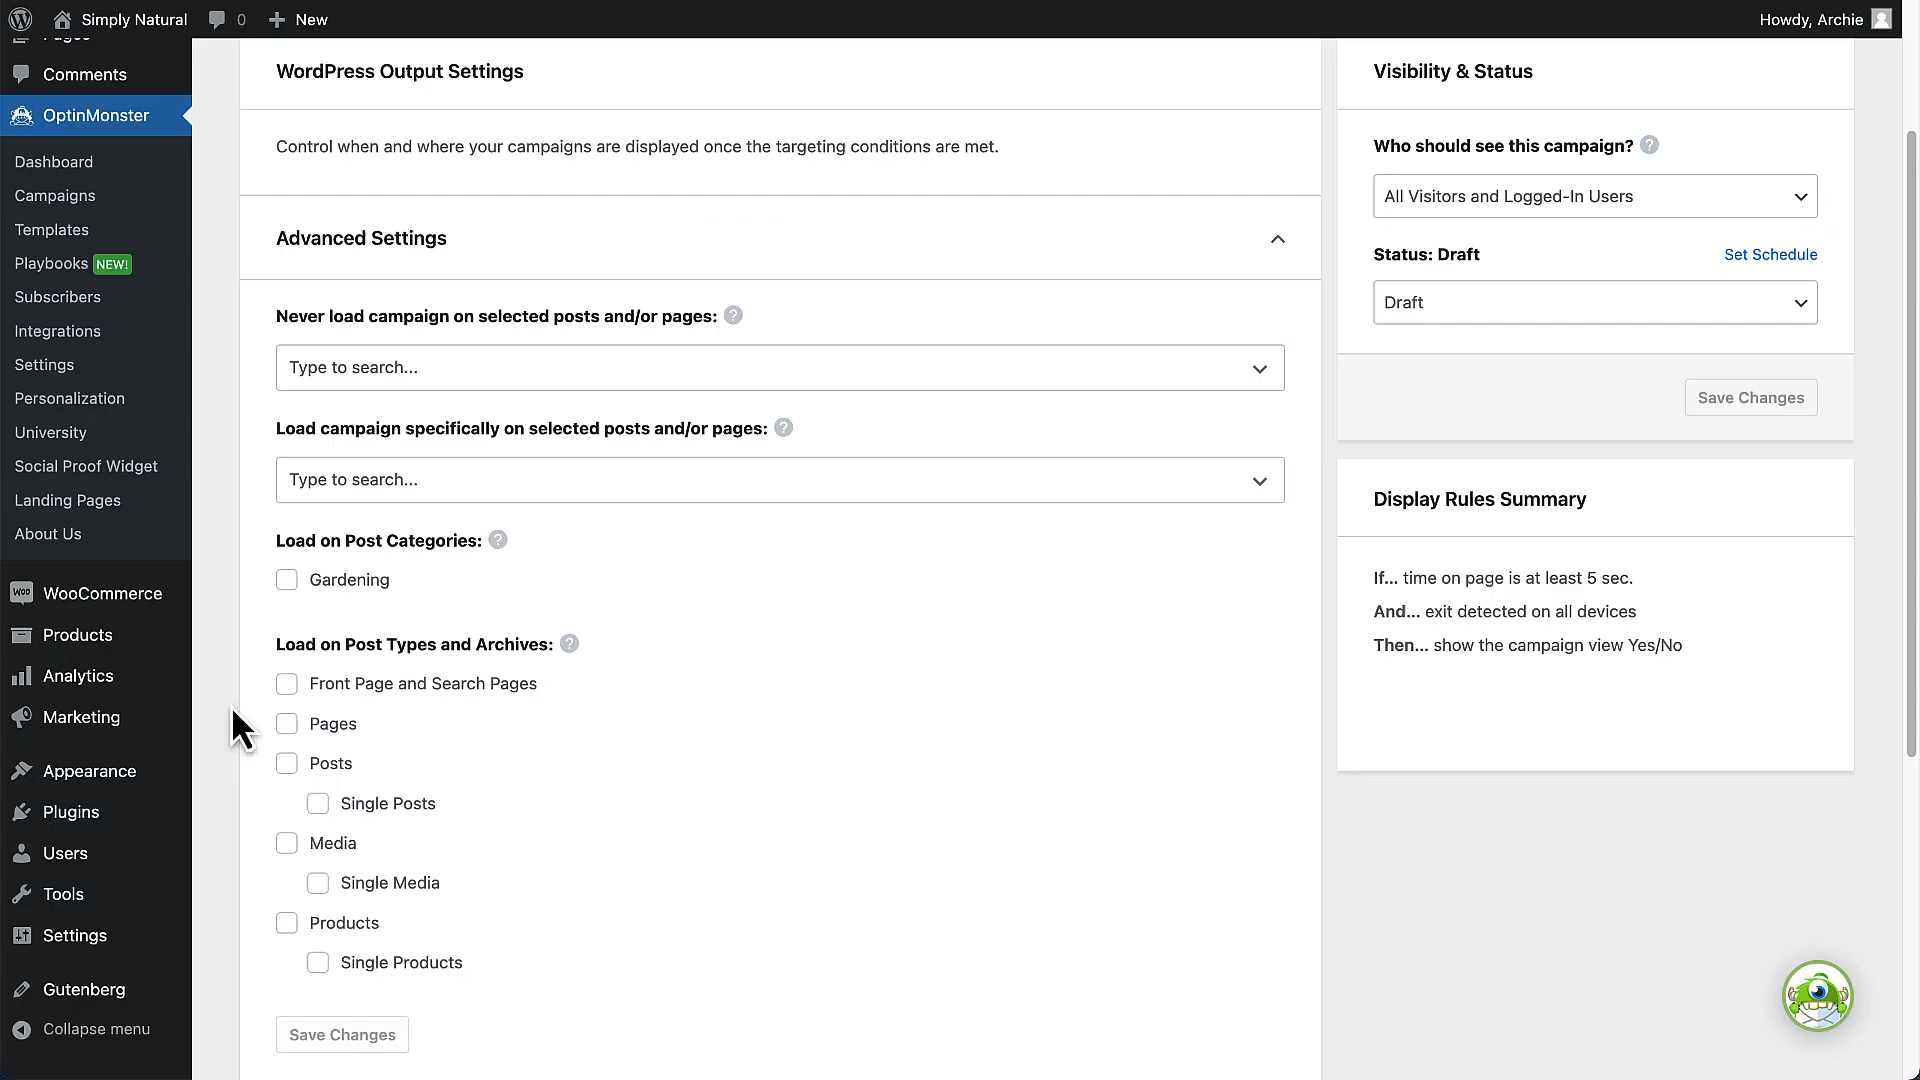 Simply Natural
0
New
Howdy, Archie
Pages
Comments
OptinMonster
Dashboard
Campaigns
Templates
Playbooks NEW!
Subscribers
Integrations
Settings
Personalization
University
Social Proof Widget
Landing Pages
About Us
WooCommerce
Products
Analytics
Marketing
Appearance
Plugins
Users
Tools
Settings
Gutenberg
Collapse menu
WordPress Output Settings
Control when and where your campaigns are displayed once the targeting conditions are met.
Advanced Settings
Never load campaign on selected posts and/or pages: ?
Type to search...
Load campaign specifically on selected posts and/or pages: ?
Type to search...
Load on Post Categories: ?
Gardening
Load on Post Types and Archives: ?
Front Page and Search Pages
Pages
Posts
Single Posts
Media
Single Media
Products
Single Products
Save Changes
Visibility & Status
Who should see this campaign? ?
All Visitors and Logged-In Users
Status: Draft
Set Schedule
Draft
Save Changes
Display Rules Summary
If... time on page is at least 5 sec.
And... exit detected on all devices
Then... show the campaign view Yes/No